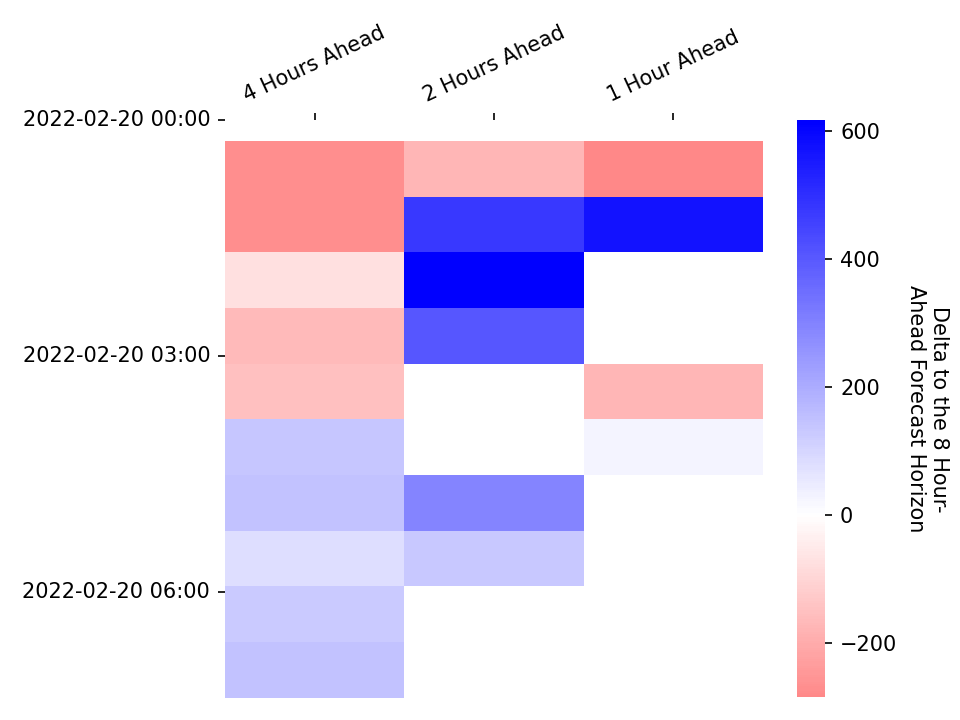 4 Hours Ahead
2 Hours Ahead
1 Hour Ahead
2022-02-20 00:00
2022-02-20 03:00
2022-02-20 06:00
600
400
200
0
−200
Delta to the 8 Hour-
Ahead Forecast Horizon